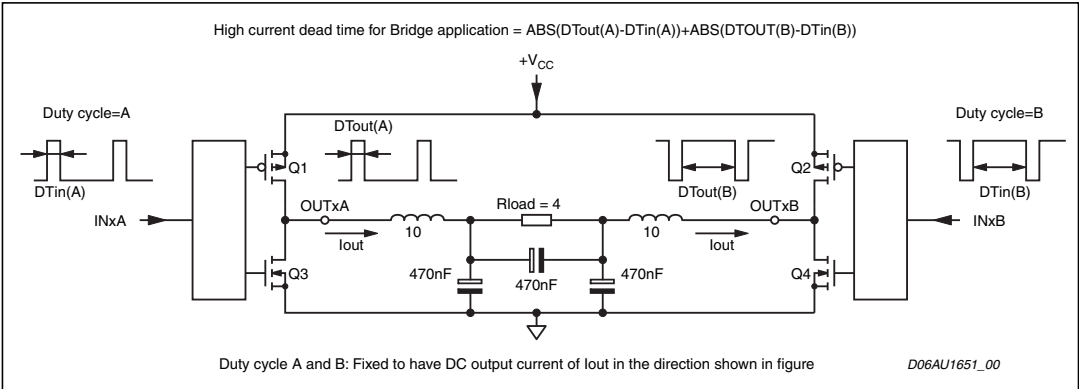 High current dead time for Bridge application = ABS(DTout(A)-DTin(A))+ABS(DTOUT(B)-DTin(B))
+VCC
Duty cycle=A
DTout(A)
Duty cycle=B
DTin(A)
Q1
DTout(B)
Q2
DTin(B)
INxA
OUTxA
Rload = 4
OUTxB
INxB
Iout
10
10
Iout
Q3
470nF
470nF
470nF
Q4
Duty cycle A and B: Fixed to have DC output current of Iout in the direction shown in figure
D06AU1651_00